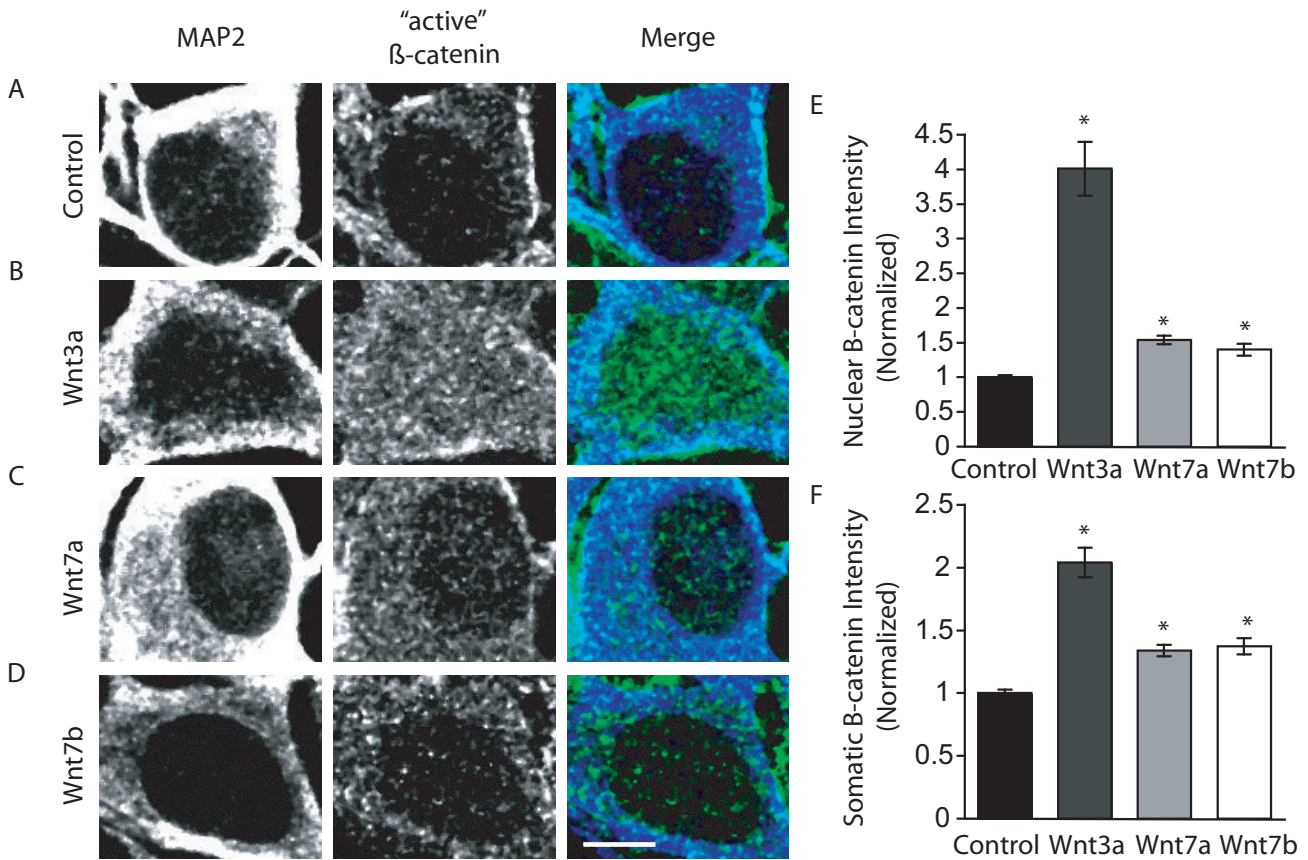 MAP2
“active”
ß-catenin
Merge
A
Control
B
Wnt3a
C
Wnt7a
D
Wnt7b
E
Nuclear B-catenin Intensity
(Normalized)
4.5
4
3.5
3
2.5
2
1.5
1
0.5
0
*
*
*
Control Wnt3a Wnt7a Wnt7b
F
Somatic B-catenin Intensity
(Normalized)
2.5
2
1.5
1
0.5
0
*
*
*
Control Wnt3a Wnt7a Wnt7b